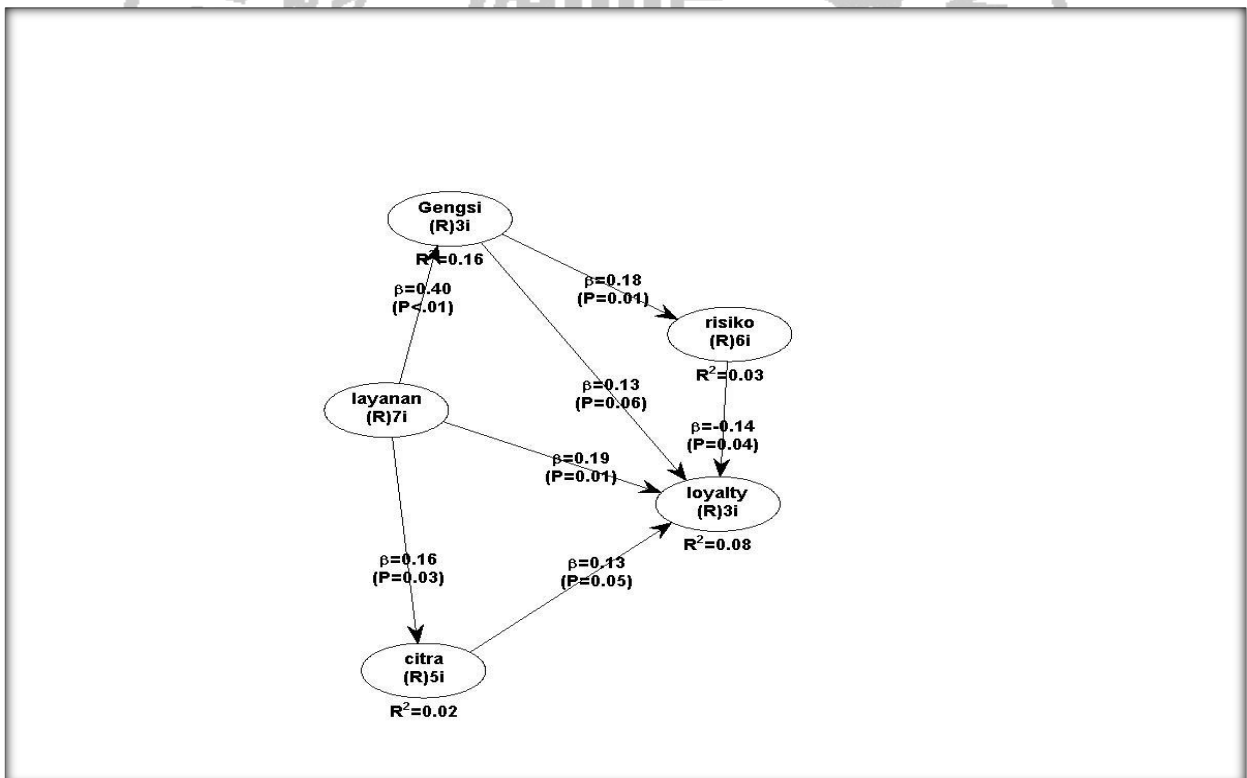 Gengsi
(R)3i
R²=0.16
β=0.40
(P<.01)
β=0.18
(P=0.01)
risiko
(R)6i
R²=0.03
layanan
(R)7i
β=0.13
(P=0.06)
β=-0.14
(P=0.04)
β=0.19
(P=0.01)
loyalty
(R)3i
R²=0.08
β=0.16
(P=0.03)
β=0.13
(P=0.05)
citra
(R)5i
R²=0.02